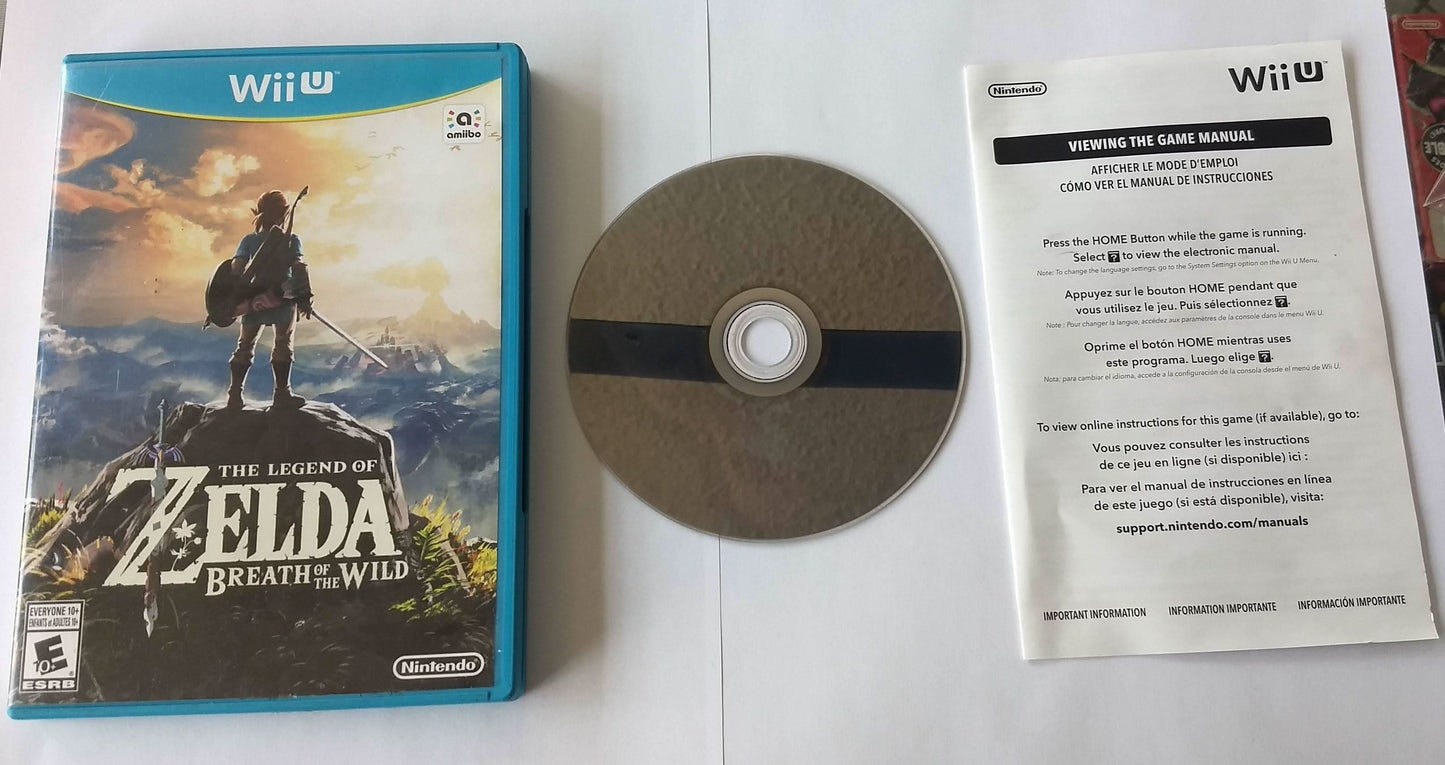 Wii U™
amiibo
THE LEGEND OF
ZELDA
BREATH OF THE WILD
EVERYONE 10+
ENFANTS et ADULTES 10+
E
10+
ESRB
Nintendo
Nintendo
Wii U™
VIEWING THE GAME MANUAL
AFFICHER LE MODE D'EMPLOI
CÓMO VER EL MANUAL DE INSTRUCCIONES
Press the HOME Button while the game is running.
Select ? to view the electronic manual.
Note: To change the language settings, go to the System Settings option on the Wii U Menu.
Appuyez sur le bouton HOME pendant que
vous utilisez le jeu. Puis sélectionnez ?.
Note : Pour changer la langue, accédez aux paramètres de la console dans le menu Wii U.
Oprime el botón HOME mientras uses
este programa. Luego elige ?.
Nota: para cambiar el idioma, accede a la configuración de la consola desde el menú de Wii U.
To view online instructions for this game (if available), go to:
Vous pouvez consulter les instructions
de ce jeu en ligne (si disponible) ici :
Para ver el manual de instrucciones en línea
de este juego (si está disponible), visita:
support.nintendo.com/manuals
IMPORTANT INFORMATION INFORMATION IMPORTANTE INFORMACIÓN IMPORTANTE